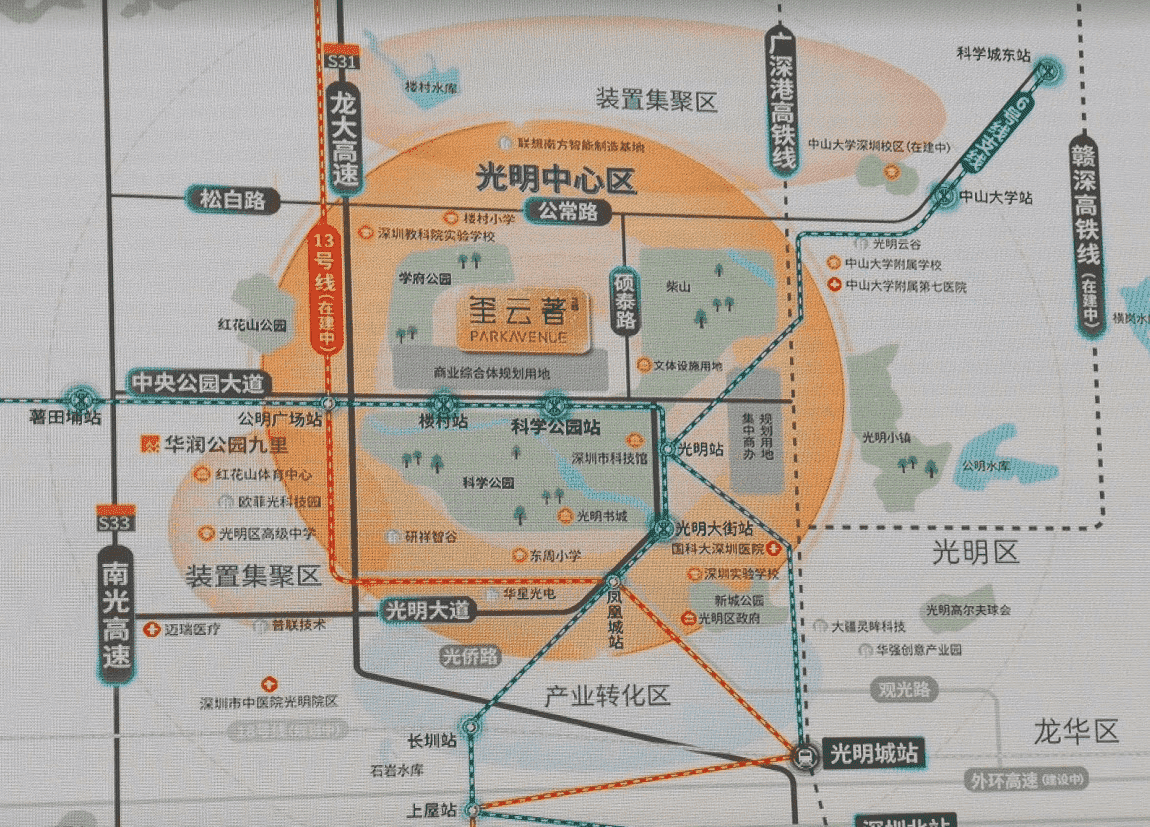 科学城东站
S31
楼村水库
广深港高铁线
6号线支线
装置集聚区
龙大高速
联想南方智能制造基地
中山大学深圳校区(在建中)
赣深高铁线(在建中)
光明中心区
松白路
公常路
中山大学站
楼村小学
深圳教科院实验学校
13号线(在建中)
光明云谷
中山大学附属学校
中山大学附属第七医院
学府公园
硕泰路
柴山
玺云著
PARKAVENUE
红花山公园
横岗水库
商业综合体规划用地
文体设施用地
中央公园大道
薯田埔站
公明广场站
楼村站
科学公园站
规划用地
集中商办
华润公园九里
深圳市科技馆
光明站
光明小镇
公明水库
红花山体育中心
科学公园
欧菲光科技园
光明书城
S33
光明区高级中学
研祥智谷
光明大街站
东周小学
国科大深圳医院
光明区
装置集聚区
深圳实验学校
南光高速
华星光电
凤凰城站
新城公园
光明大道
光明区政府
光明高尔夫球会
迈瑞医疗
普联技术
大疆灵眸科技
华强创意产业园
光侨路
深圳市中医院光明院区
产业转化区
观光路
龙华区
长圳站
光明城站
石岩水库
外环高速(建设中)
上屋站
深圳北站